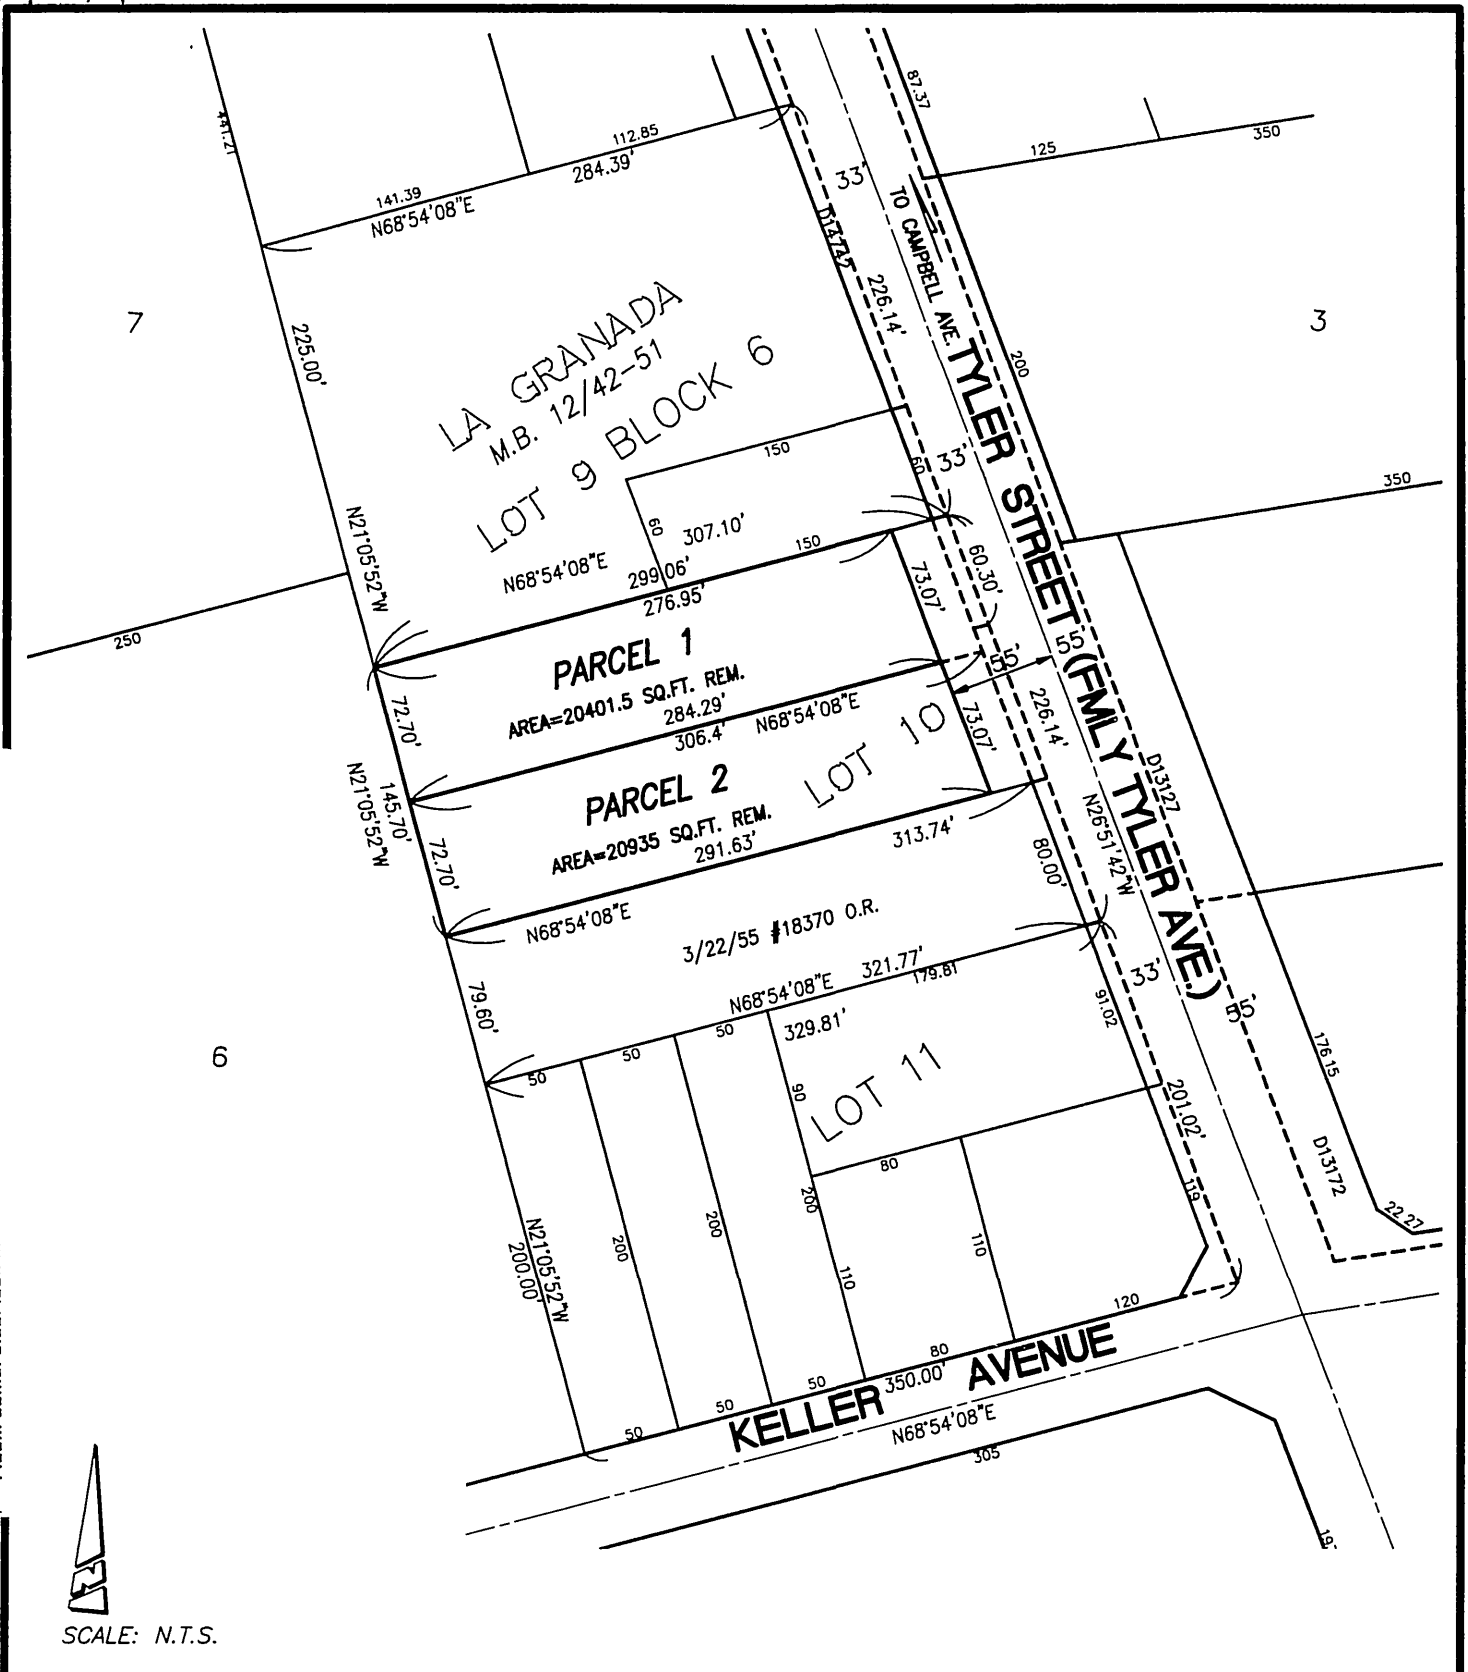 441.21
141.39
N68°54'08"E
112.85
284.39'
87.37
125
350
33'
TO CAMPBELL AVE.
D14742
226.14'
7
225.00'
LA GRANADA
M.B. 12/42-51
LOT 9 BLOCK 6
3
200
TYLER STREET (FMLY TYLER AVE.)
33'
150
60
60
307.10'
350
N21°05'52"W
N68°54'08"E
299.06'
150
276.95'
73.07'
60.30'
250
PARCEL 1
AREA=20401.5 SQ.FT. REM.
284.29'
N68°54'08"E
306.4'
55'
55'
72.70'
226.14'
73.07'
LOT 10
PARCEL 2
AREA=20935 SQ.FT. REM.
291.63'
313.74'
145.70'
N21°05'52"W
72.70'
D13127
N26°51'42"W
80.00'
N68°54'08"E
3/22/55 #18370 O.R.
79.60'
N68°54'08"E
321.77'
179.81
33'
55'
91.02
6
50
50
50
329.81'
90
LOT 11
176.15
201.02'
80
119
D13172
22.27
N21°05'52"W
200.00'
200
200
200
110
110
120
50
50
50
80
350.00'
KELLER AVENUE
N68°54'08"E
305
19
N
SCALE: N.T.S.